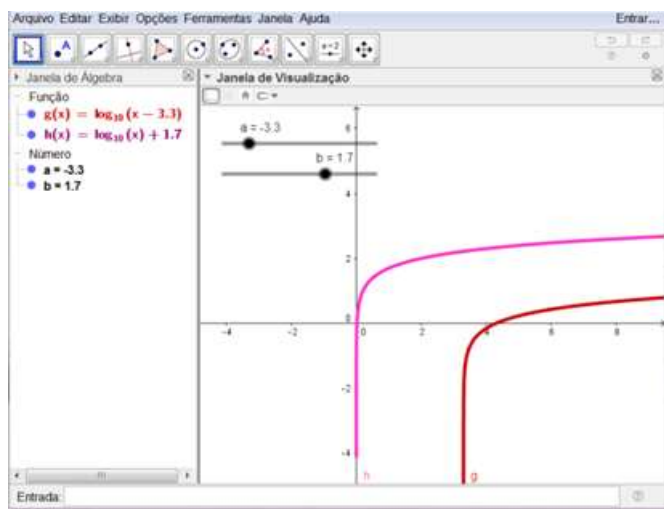 Arquivo Editar Exibir Opções Ferramentas Janela Ajuda Entrar...
A
a=2
Janela de Álgebra
Janela de Visualização
Função
g(x) = log₁₀(x − 3.3)
h(x) = log₁₀(x) + 1.7
Número
a = -3.3
b = 1.7
a = -3.3
b = 1.7
6
4
2
0
-4 -2 0 2 4 6 8
-2
-4
h g
Entrada: